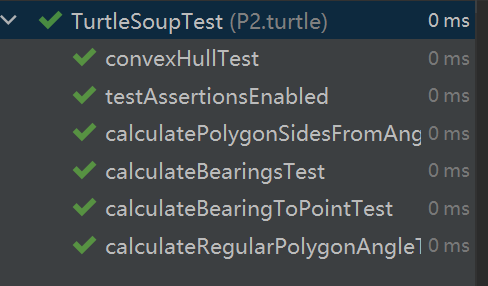 TurtleSoupTest (P2.turtle) 0 ms
convexHullTest 0 ms
testAssertionsEnabled 0 ms
calculatePolygonSidesFromAng 0 ms
calculateBearingsTest 0 ms
calculateBearingToPointTest 0 ms
calculateRegularPolygonAngleT 0 ms